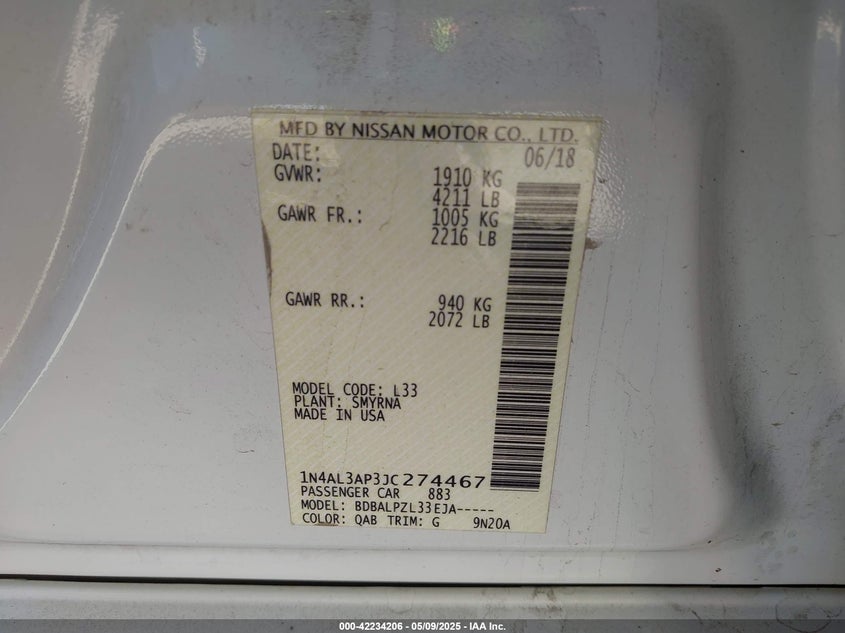 MFD BY NISSAN MOTOR CO., LTD.
DATE: 06/18
GVWR: 1910 KG
4211 LB
GAWR FR.: 1005 KG
2216 LB
GAWR RR.: 940 KG
2072 LB
MODEL CODE: L33
PLANT: SMYRNA
MADE IN USA
1N4AL3AP3JC274467
PASSENGER CAR 883
MODEL: BDBALPZL33EJA-----
COLOR: QAB TRIM: G 9N20A
000-42234206 - 05/09/2025 - IAA Inc.